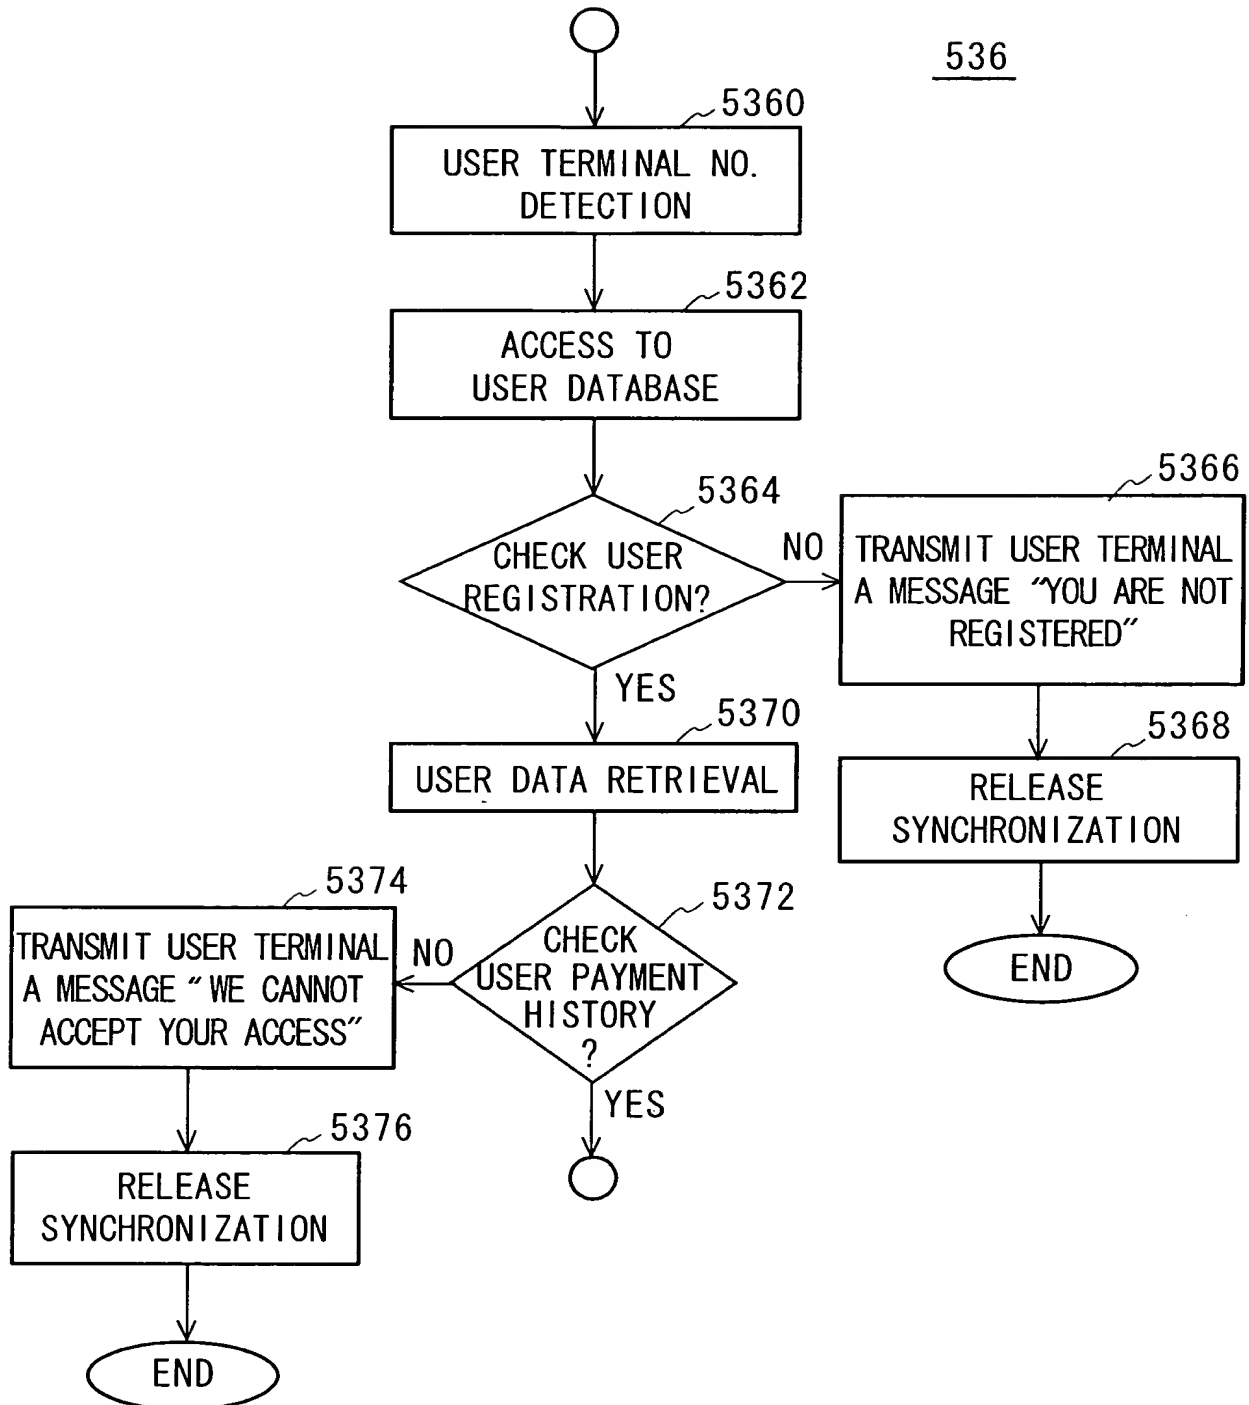 536
5360
USER TERMINAL NO.
DETECTION
5362
ACCESS TO
USER DATABASE
5364
CHECK USER
REGISTRATION?
NO
5366
TRANSMIT USER TERMINAL
A MESSAGE "YOU ARE NOT
REGISTERED"
YES
5368
RELEASE
SYNCHRONIZATION
END
5370
USER DATA RETRIEVAL
5372
CHECK
USER PAYMENT
HISTORY
?
NO
5374
TRANSMIT USER TERMINAL
A MESSAGE "WE CANNOT
ACCEPT YOUR ACCESS"
YES
5376
RELEASE
SYNCHRONIZATION
END